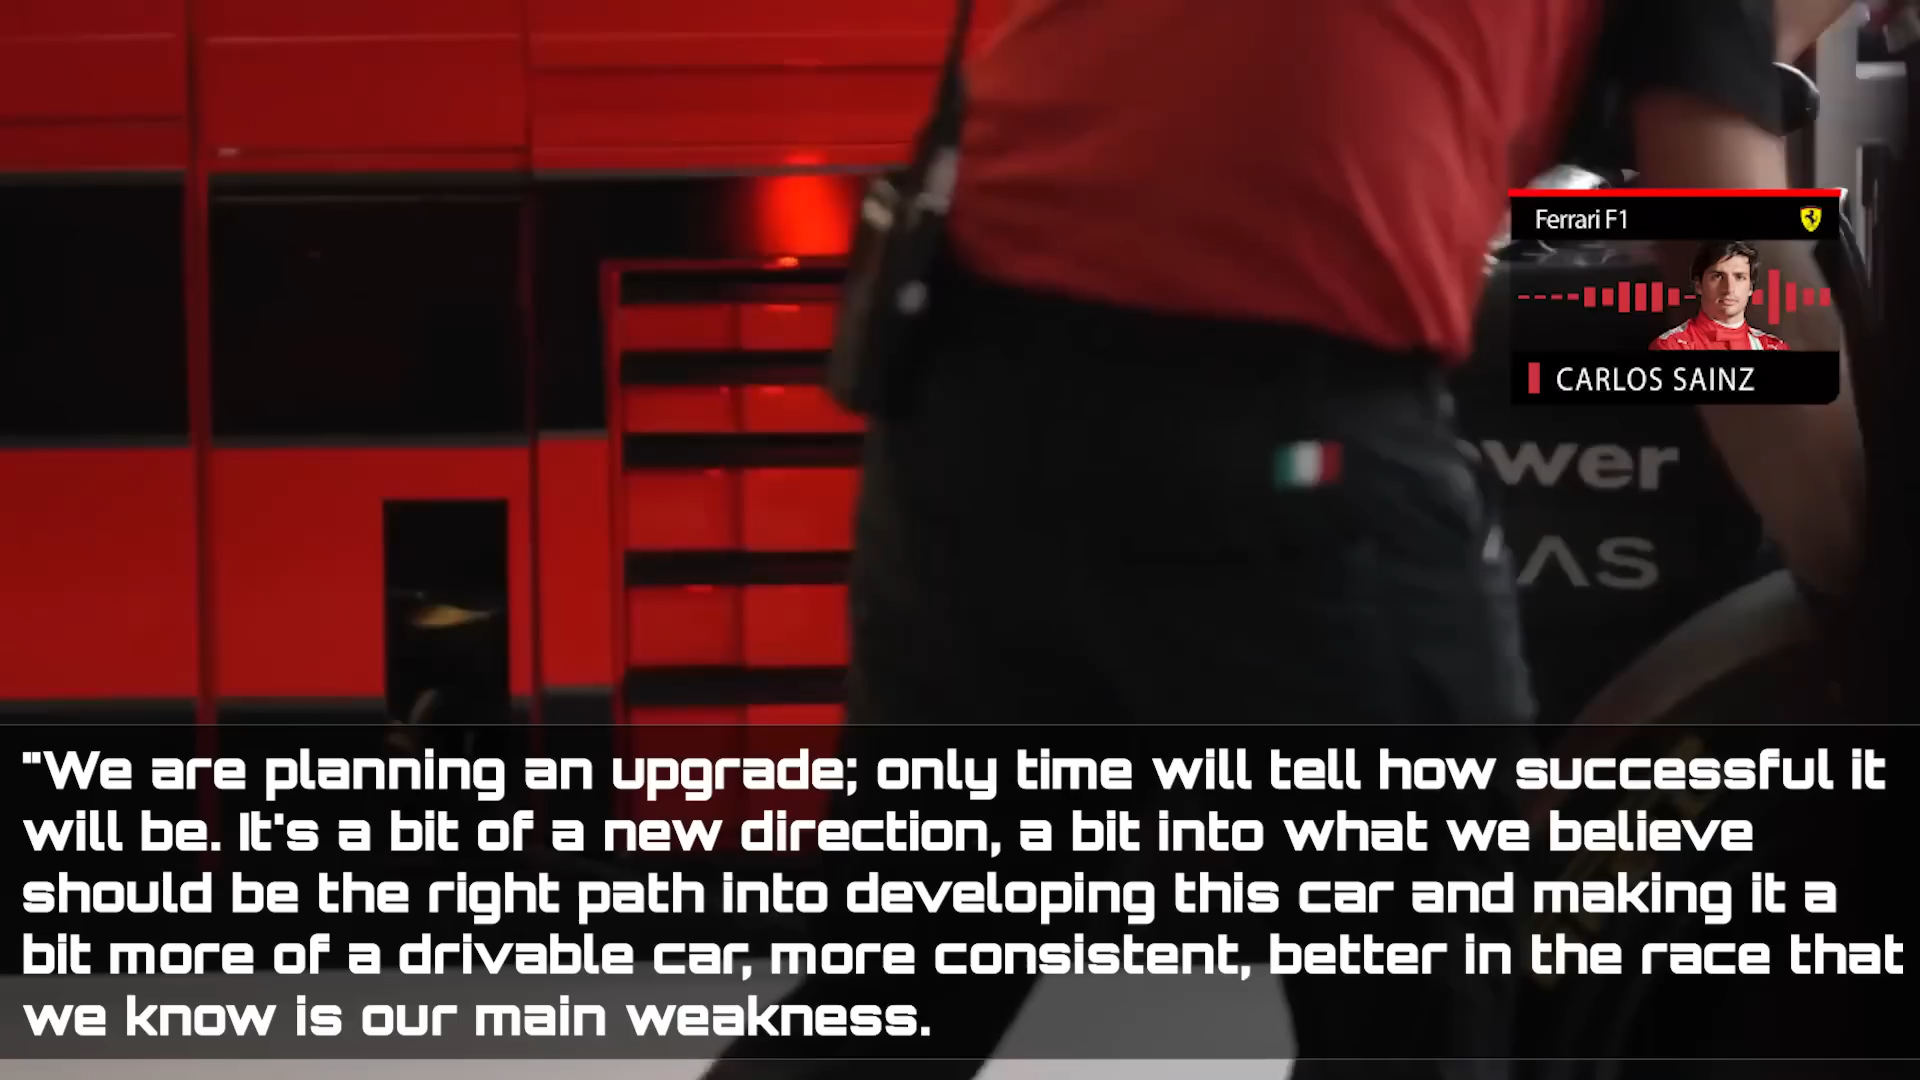 Ferrari F1
CARLOS SAINZ
wer
AS
"We are planning an upgrade; only time will tell how successful it
will be. It's a bit of a new direction, a bit into what we believe
should be the right path into developing this car and making it a
bit more of a drivable car, more consistent, better in the race that
we know is our main weakness.